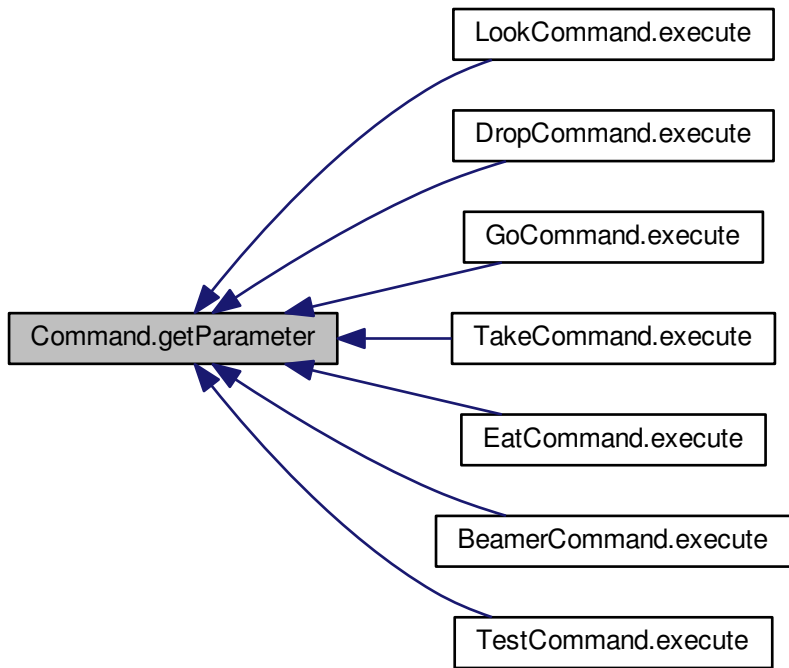 LookCommand.execute
DropCommand.execute
GoCommand.execute
Command.getParameter
TakeCommand.execute
EatCommand.execute
BeamerCommand.execute
TestCommand.execute